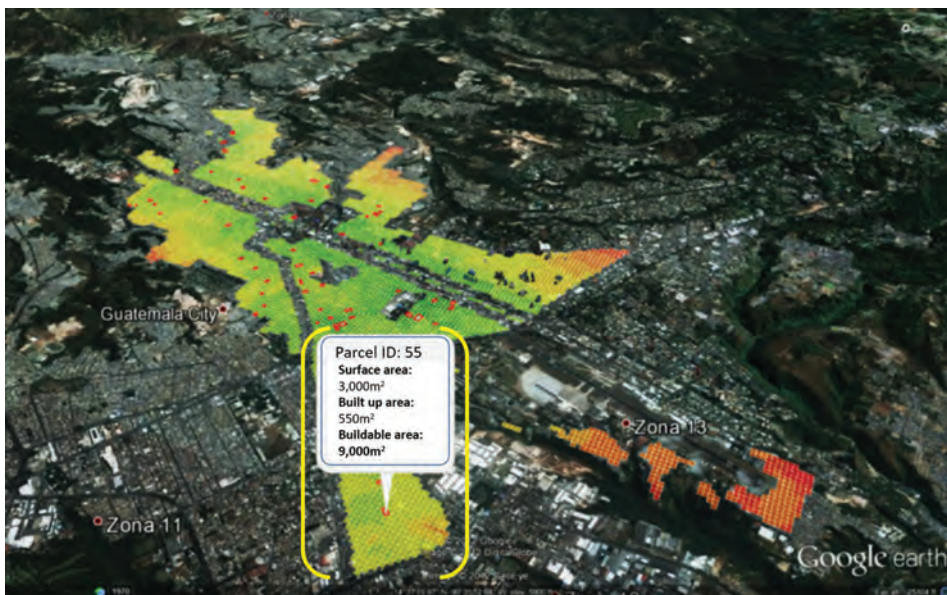 Guatemala City
Parcel ID: 55
Surface area:
3,000m²
Built up area:
550m²
Buildable area:
9,000m²
Zona 13
Zona 11
Google earth
1970